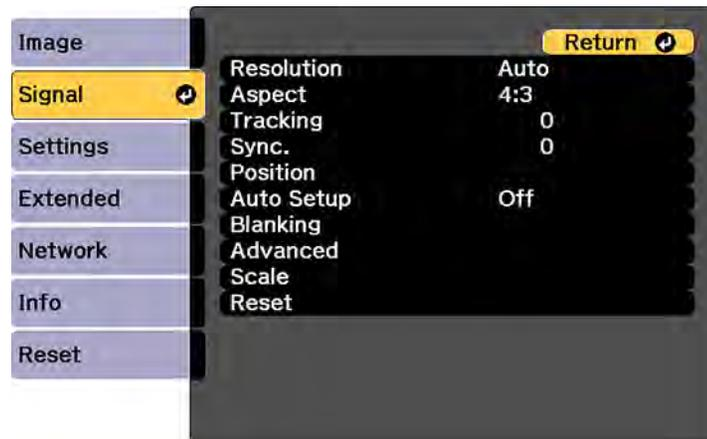 Image
Signal
Settings
Extended
Network
Info
Reset
Return
Resolution Auto
Aspect 4:3
Tracking 0
Sync. 0
Position
Auto Setup Off
Blanking
Advanced
Scale
Reset